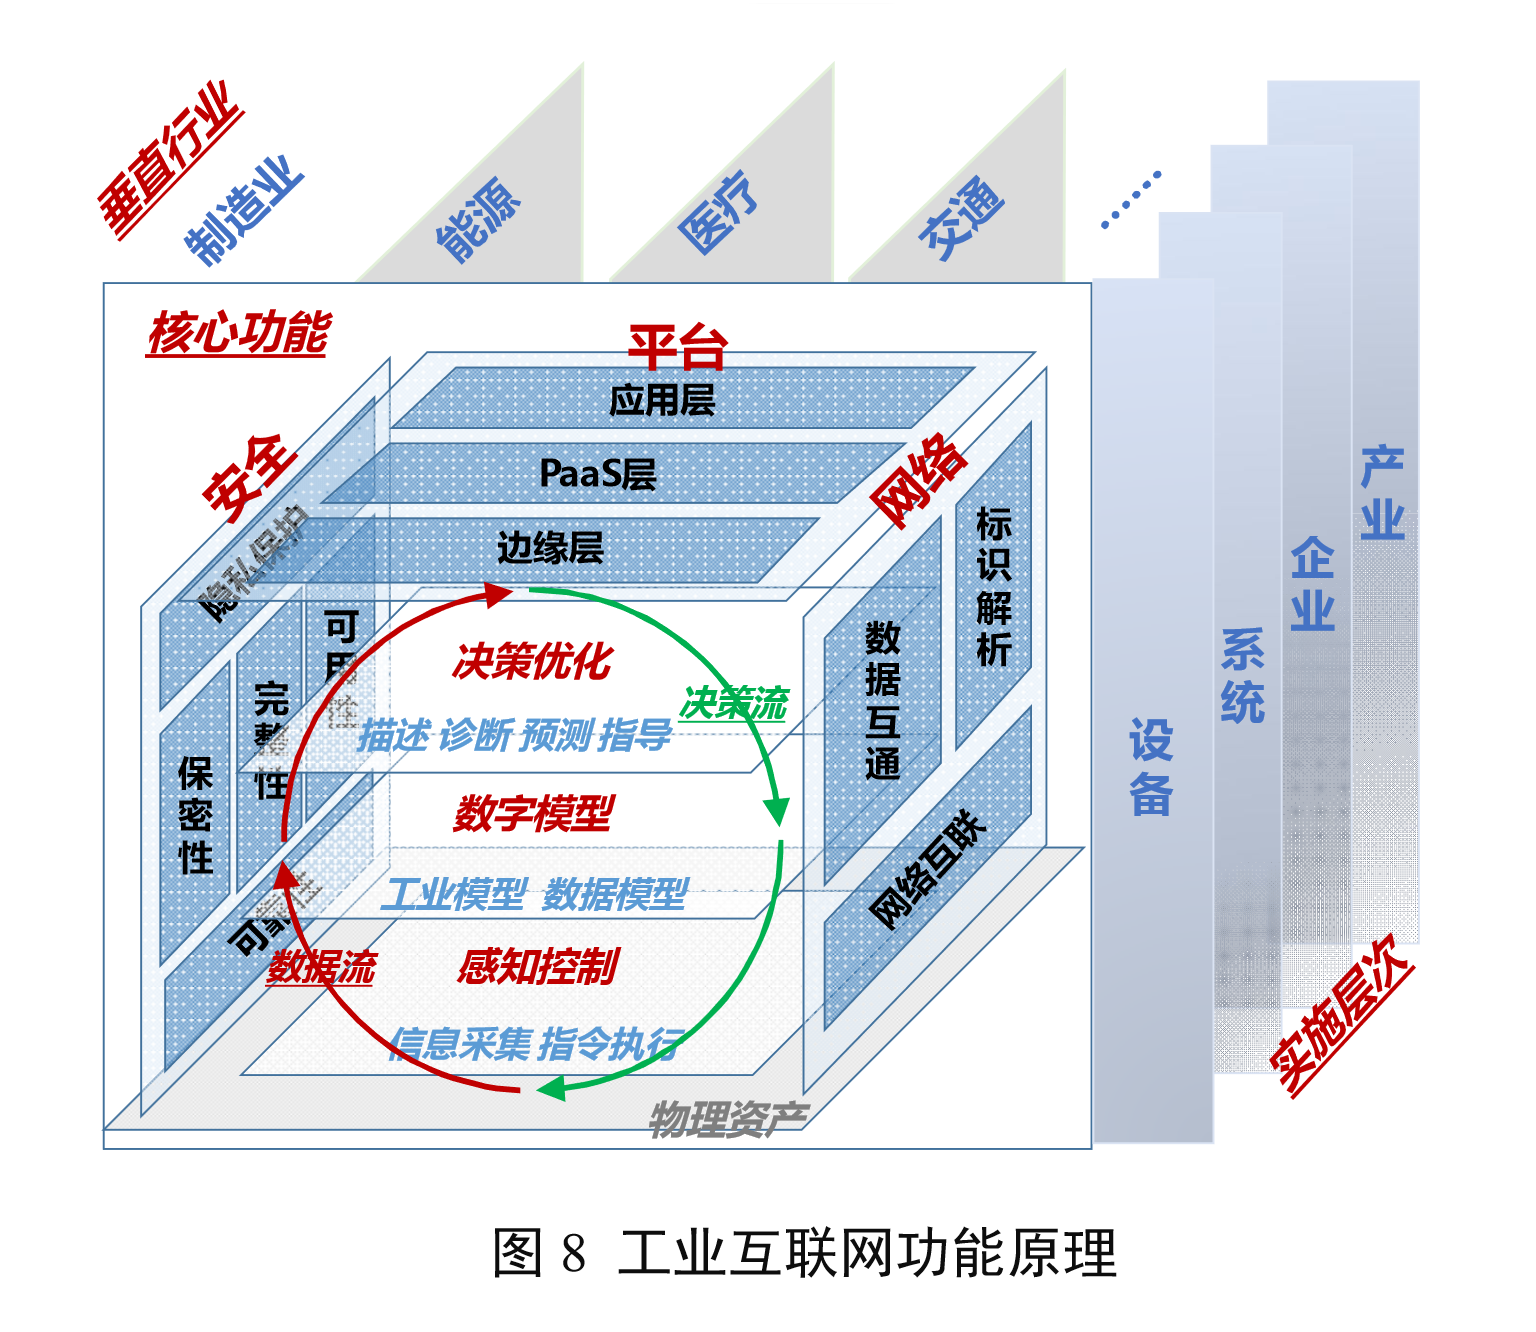 垂直行业
制造业
能源
医疗
交通
核心功能
平台
应用层
PaaS层
边缘层
安全
隐私保护
可用性
完整性
保密性
可靠性
网络
标识解析
数据互通
网络互联
决策优化
描述 诊断 预测 指导
决策流
数字模型
工业模型 数据模型
数据流
感知控制
信息采集 指令执行
物理资产
设备
系统
企业
产业
实施层次
图 8 工业互联网功能原理